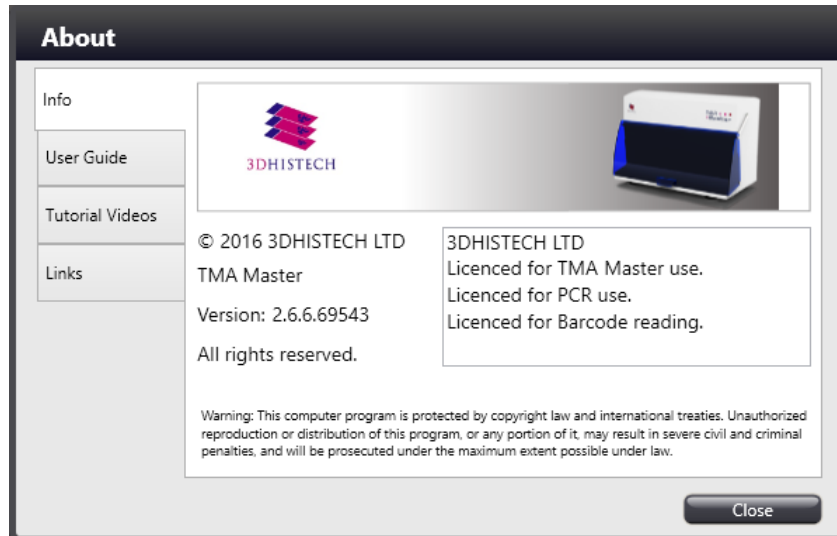 About
Info
User Guide
Tutorial Videos
Links
3DHISTECH
© 2016 3DHISTECH LTD
TMA Master
Version: 2.6.6.69543
All rights reserved.
3DHISTECH LTD
Licenced for TMA Master use.
Licenced for PCR use.
Licenced for Barcode reading.
Warning: This computer program is protected by copyright law and international treaties. Unauthorized
reproduction or distribution of this program, or any portion of it, may result in severe civil and criminal
penalties, and will be prosecuted under the maximum extent possible under law.
Close